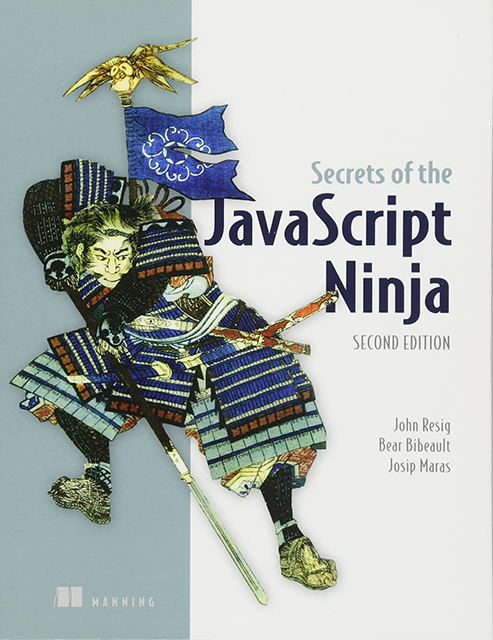 Secrets of the
JavaScript
Ninja
SECOND EDITION
John Resig
Bear Bibeault
Josip Maras
MANNING